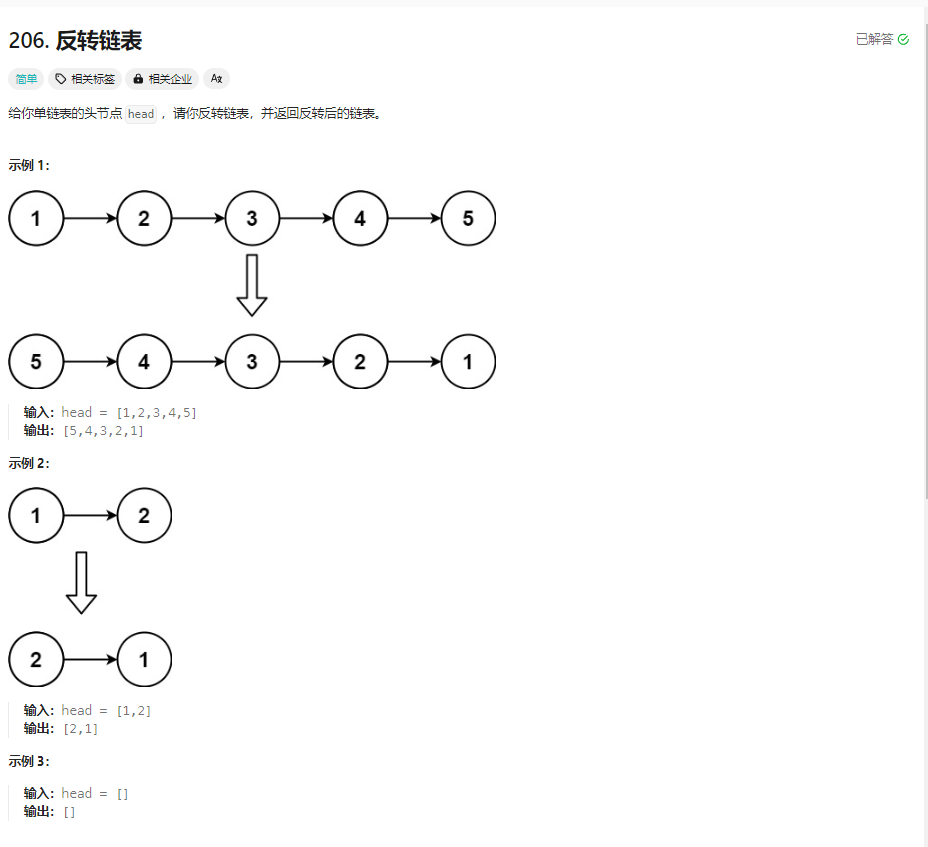 206. 反转链表 已解答
简单 相关标签 相关企业 Aあ
给你单链表的头节点 head ，请你反转链表，并返回反转后的链表。
示例 1：
1 2 3 4 5
5 4 3 2 1
输入：head = [1,2,3,4,5]
输出：[5,4,3,2,1]
示例 2：
1 2
2 1
输入：head = [1,2]
输出：[2,1]
示例 3：
输入：head = []
输出：[]